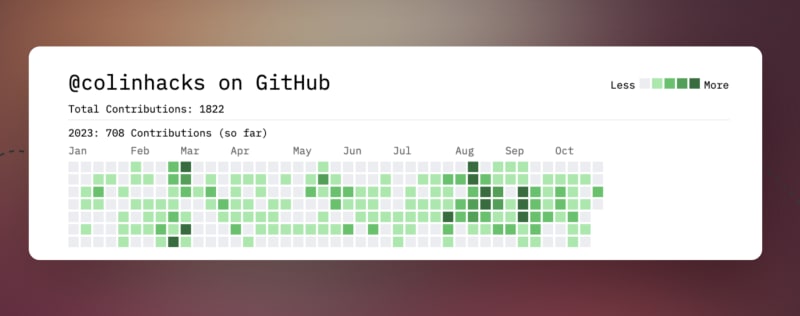 @colinhacks on GitHub
Less More
Total Contributions: 1822
2023: 708 Contributions (so far)
Jan Feb Mar Apr May Jun Jul Aug Sep Oct